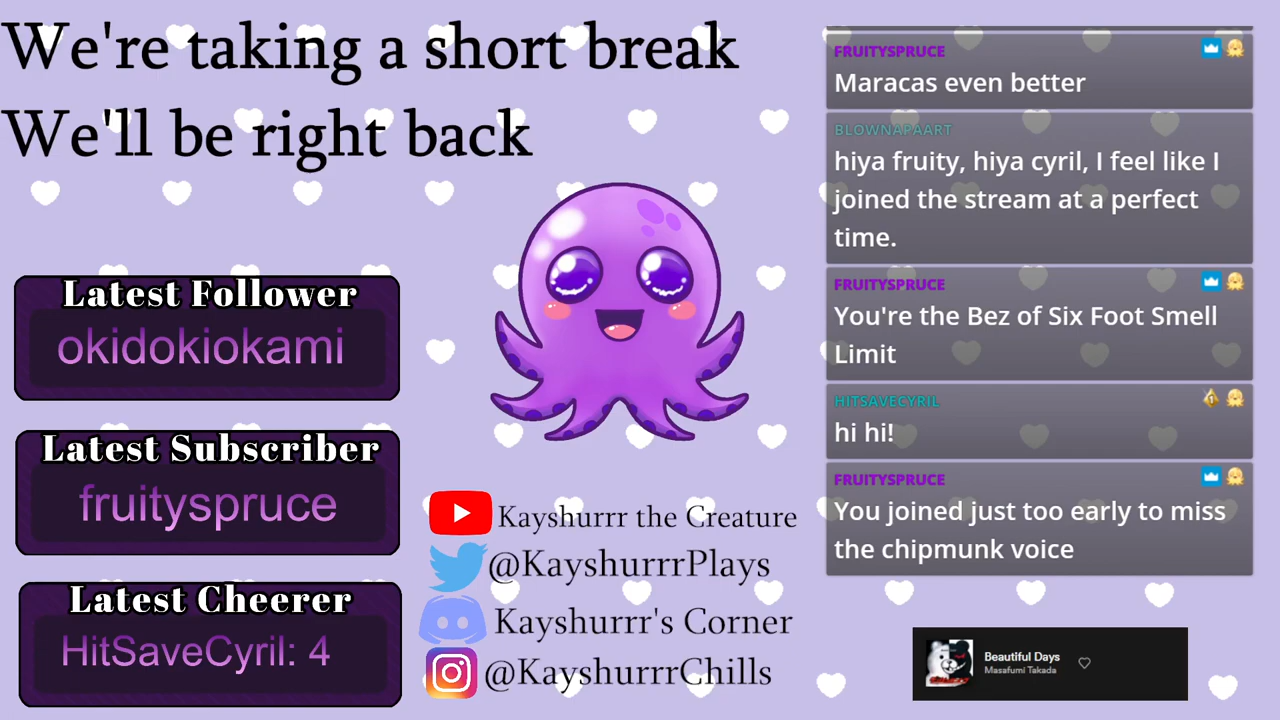 We're taking a short break
We'll be right back
Latest Follower
okidokiokami
Latest Subscriber
fruityspruce
Latest Cheerer
HitSaveCyril: 4
Kayshurrr the Creature
@KayshurrrPlays
Kayshurrr's Corner
@KayshurrrChills
FRUITYSPRUCE
Maracas even better
BLOWNAPAART
hiya fruity, hiya cyril, I feel like I
joined the stream at a perfect
time.
FRUITYSPRUCE
You're the Bez of Six Foot Smell
Limit
HITSAVECYRIL
hi hi!
FRUITYSPRUCE
You joined just too early to miss
the chipmunk voice
Beautiful Days
Masafumi Takada